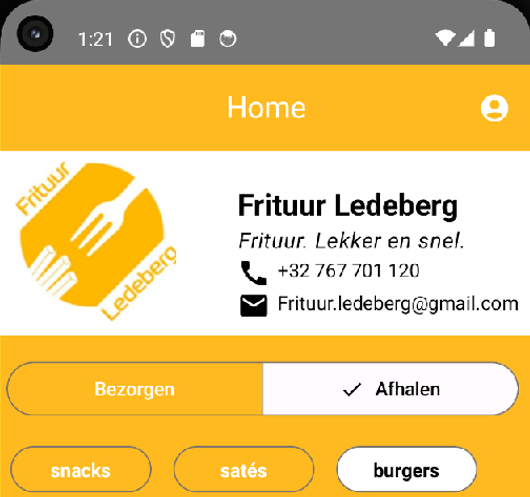 1:21
Home
Frituur
Ledeberg
Frituur Ledeberg
Frituur. Lekker en snel.
+32 767 701 120
Frituur.ledeberg@gmail.com
Bezorgen
Afhalen
snacks
satés
burgers